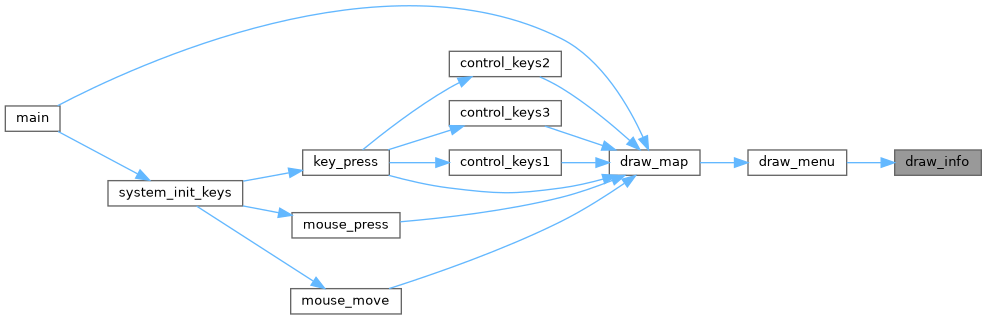 main
system_init_keys
key_press
mouse_press
mouse_move
control_keys2
control_keys3
control_keys1
draw_map
draw_menu
draw_info